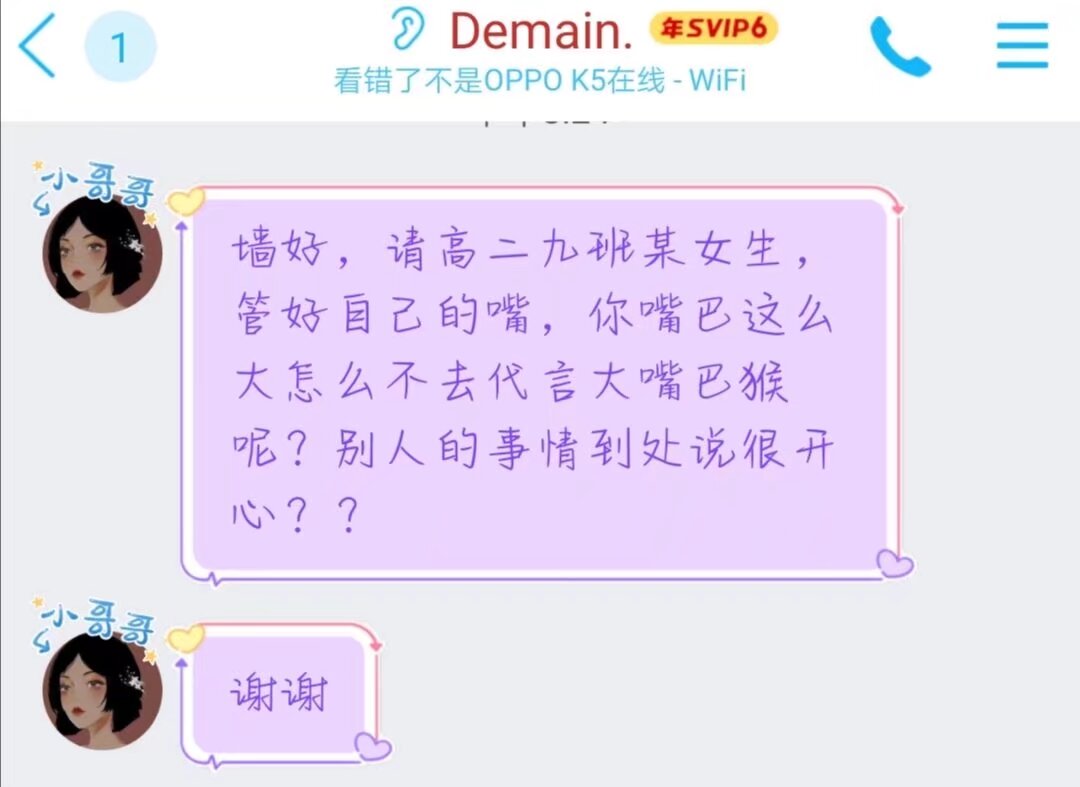 1
Demain.
年SVIP6
看错了不是OPPO K5在线 - WiFi
小哥哥
墙好，请高二九班某女生，
管好自己的嘴，你嘴巴这么
大怎么不去代言大嘴巴猴
呢？别人的事情到处说很开
心？？
小哥哥
谢谢